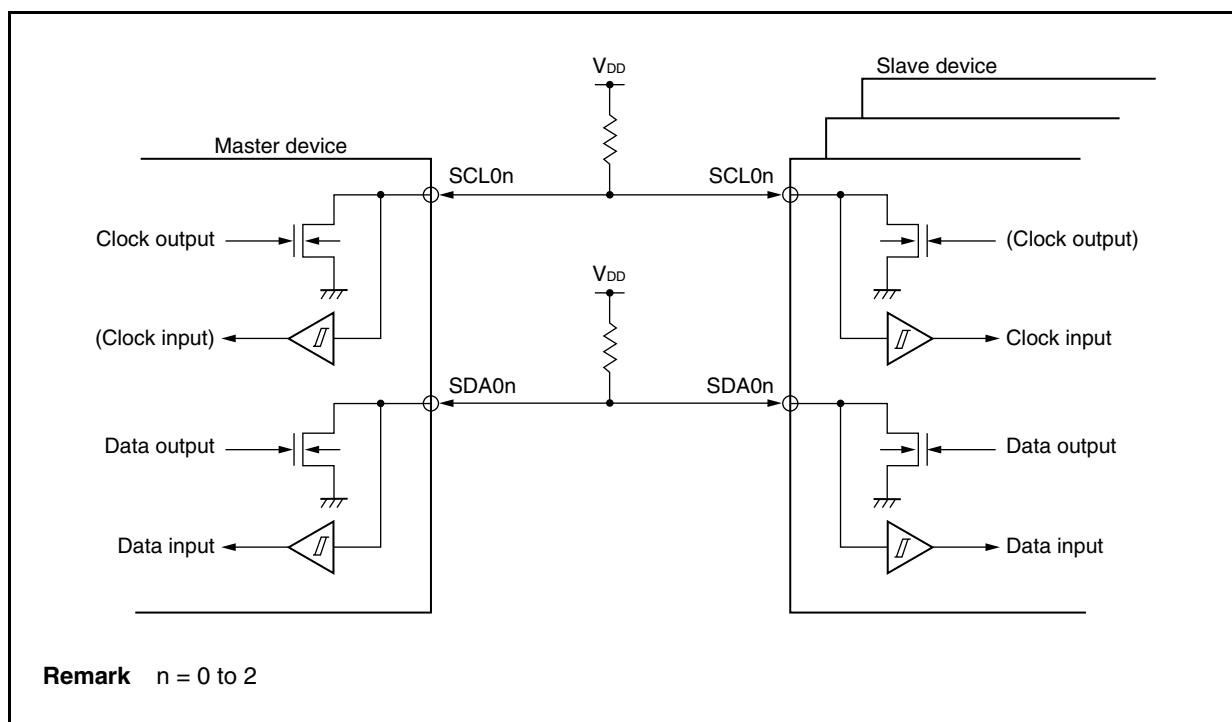 VDD
Slave device
Master device
SCL0n
SCL0n
Clock output
(Clock output)
VDD
(Clock input)
Clock input
SDA0n
SDA0n
Data output
Data output
Data input
Data input
Remark n = 0 to 2